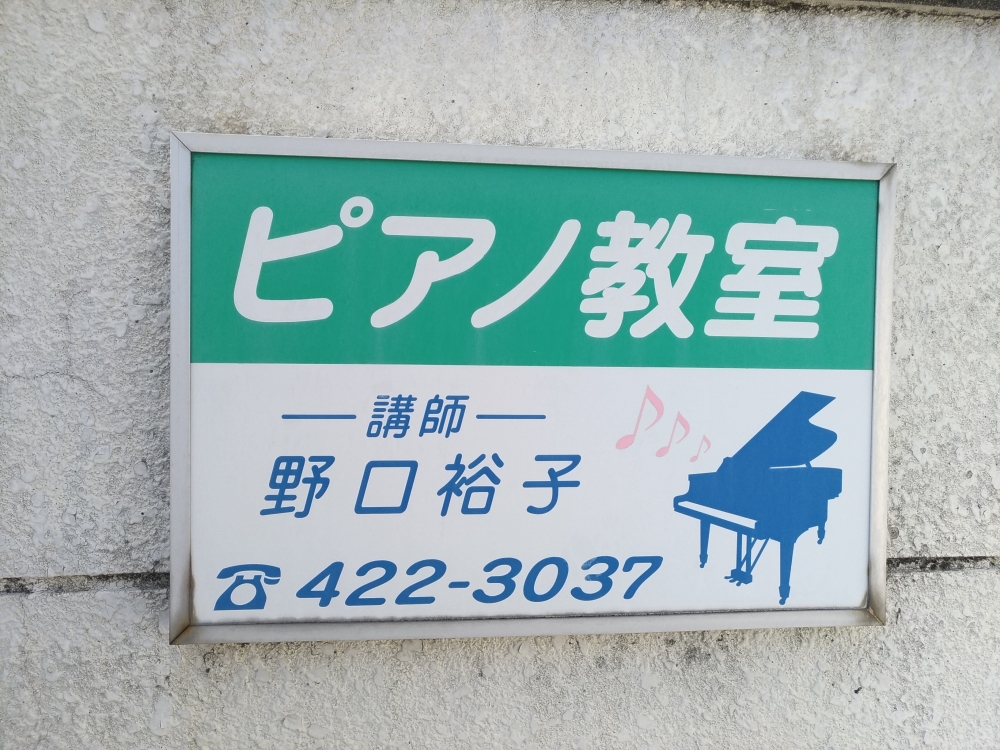 ピアノ教室
講師
野口裕子
☎ 422-3037